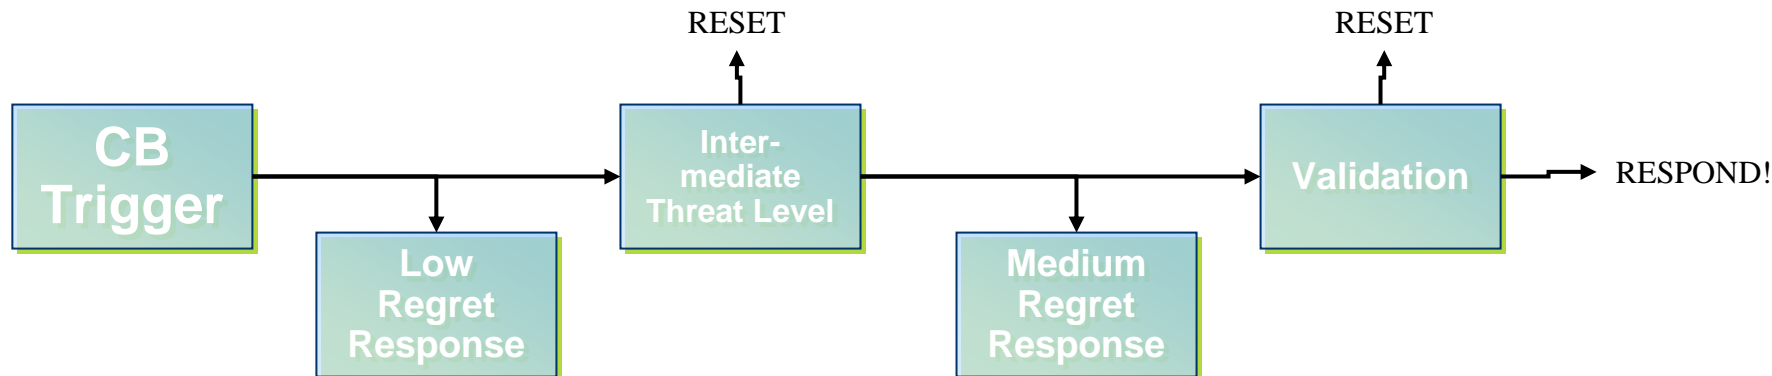 RESET
RESET
CB
Trigger
Inter-
mediate
Threat Level
Validation
RESPOND!
Low
Regret
Response
Medium
Regret
Response